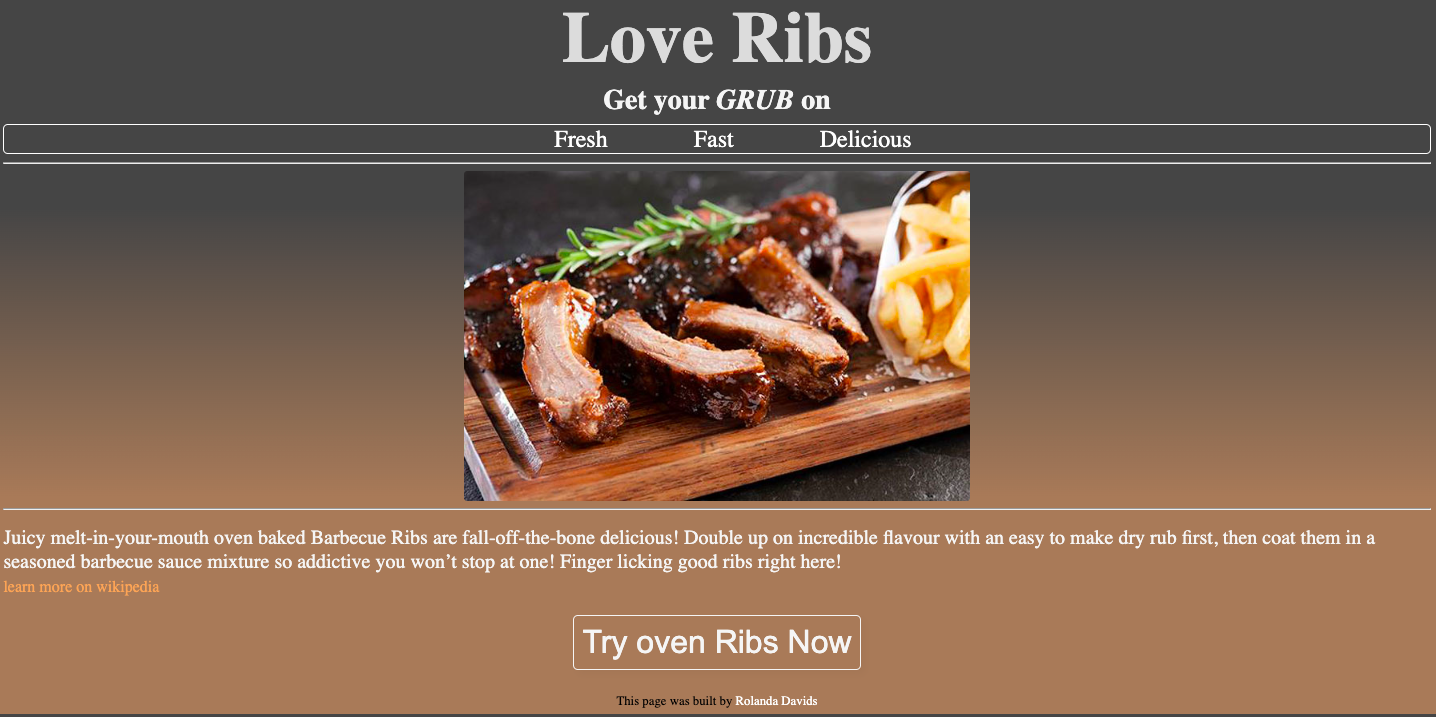 Love Ribs
Get your GRUB on
Fresh Fast Delicious
Juicy melt-in-your-mouth oven baked Barbecue Ribs are fall-off-the-bone delicious! Double up on incredible flavour with an easy to make dry rub first, then coat them in a
seasoned barbecue sauce mixture so addictive you won’t stop at one! Finger licking good ribs right here!
learn more on wikipedia
Try oven Ribs Now
This page was built by Rolanda Davids